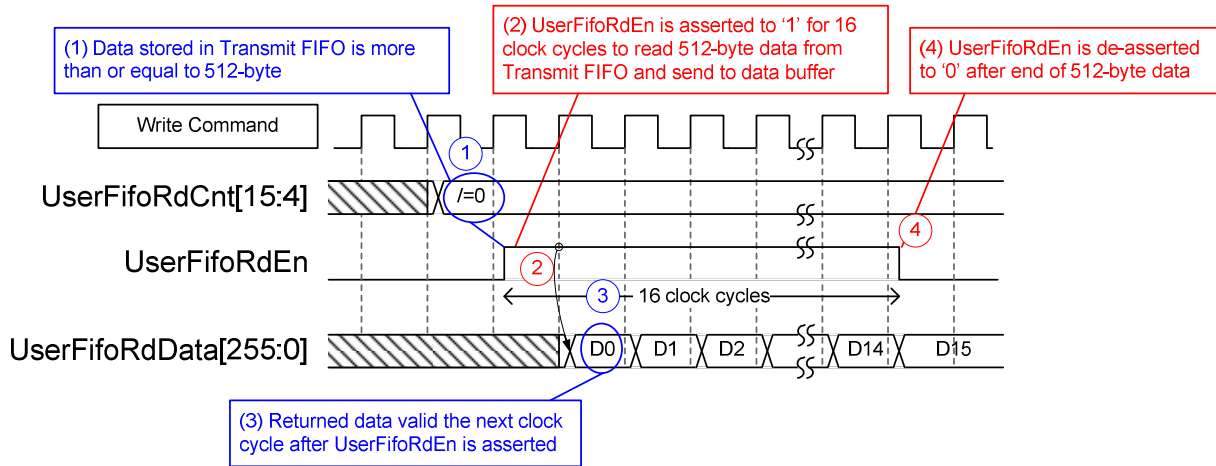 (1) Data stored in Transmit FIFO is more
than or equal to 512-byte
(2) UserFifoRdEn is asserted to ‘1’ for 16
clock cycles to read 512-byte data from
Transmit FIFO and send to data buffer
(4) UserFifoRdEn is de-asserted
to ‘0’ after end of 512-byte data
Write Command
1
UserFifoRdCnt[15:4]
/=0
4
UserFifoRdEn
2
3
16 clock cycles
UserFifoRdData[255:0]
D0
D1
D2
D14
D15
(3) Returned data valid the next clock
cycle after UserFifoRdEn is asserted